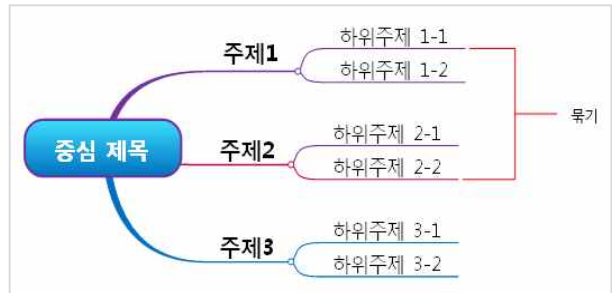 중심 제목
주제1
하위주제 1-1
하위주제 1-2
주제2
하위주제 2-1
하위주제 2-2
묶기
주제3
하위주제 3-1
하위주제 3-2